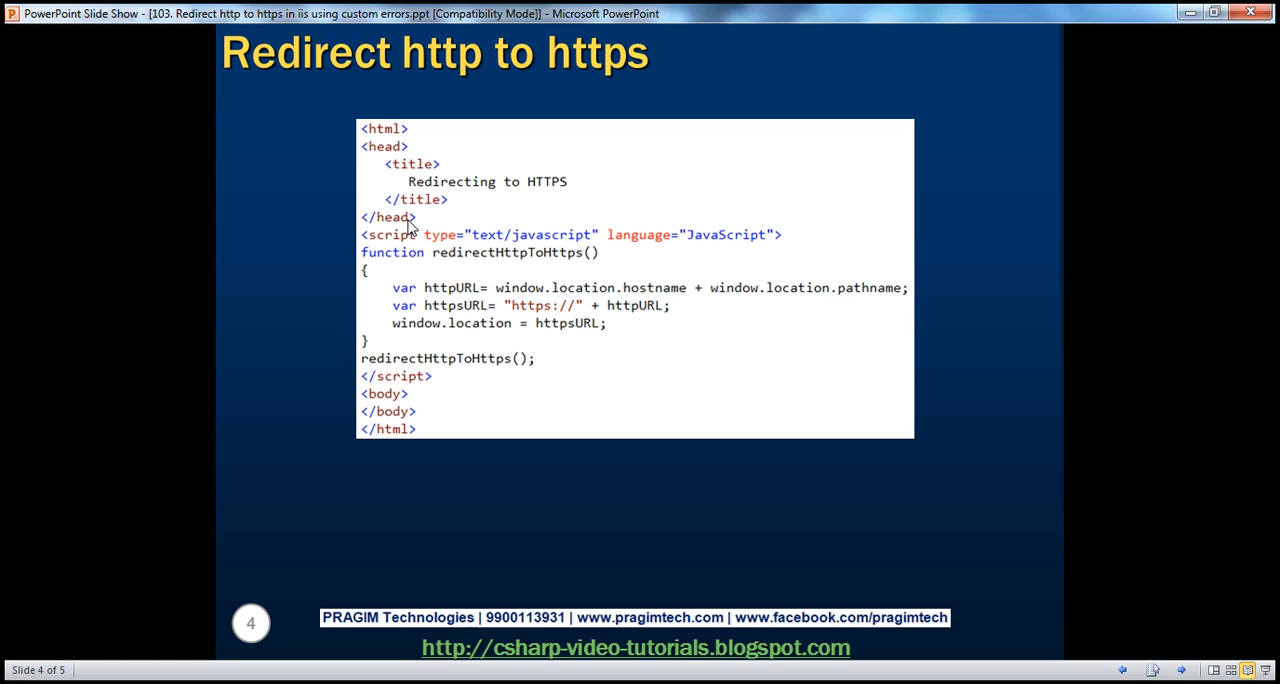 PowerPoint Slide Show - [103. Redirect http to https in iis using custom errors.ppt [Compatibility Mode]] - Microsoft PowerPoint
Redirect http to https
<html>
<head>
<title>
Redirecting to HTTPS
</title>
</head>
<script type="text/javascript" language="JavaScript">
function redirectHttpToHttps()
{
var httpURL= window.location.hostname + window.location.pathname;
var httpsURL= "https://" + httpURL;
window.location = httpsURL;
}
redirectHttpToHttps();
</script>
<body>
</body>
</html>
4
PRAGIM Technologies | 9900113931 | www.pragimtech.com | www.facebook.com/pragimtech
http://csharp-video-tutorials.blogspot.com
Slide 4 of 5